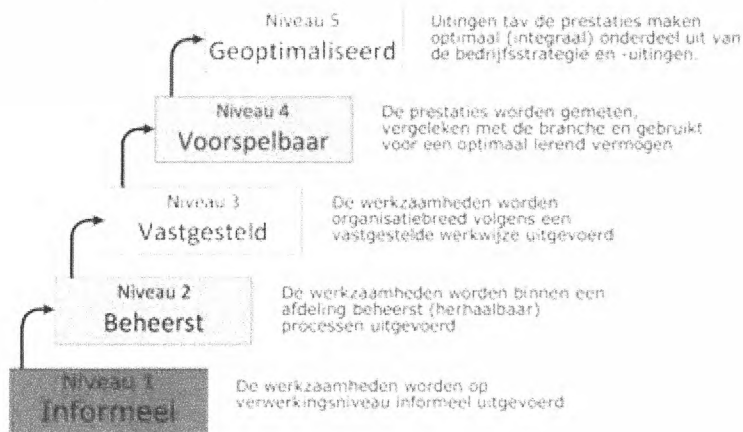 Niveau 5
Geoptimaliseerd
Uitingen tav de prestaties maken
optimaal (integraal) onderdeel uit van
de bedrijfsstrategie en -uitingen.
Niveau 4
Voorspelbaar
De prestaties worden gemeten,
vergeleken met de branche en gebruikt
voor een optimaal lerend vermogen
Niveau 3
Vastgesteld
De werkzaamheden worden
organisatiebreed volgens een
vastgestelde werkwijze uitgevoerd
Niveau 2
Beheerst
De werkzaamheden worden binnen een
afdeling beheerst (herhaalbaar)
processen uitgevoerd
Niveau 1
Informeel
De werkzaamheden worden op
verwerkingsniveau informeel uitgevoerd